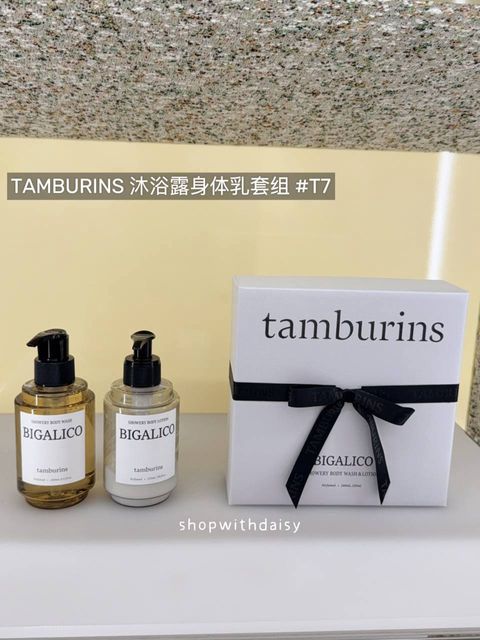 TAMBURINS 沐浴露身体乳套组 #T7
tamburins
TAMBURINS
SHOWERY BODY WASH
BIGALICO
tamburins
SHOWERY BODY LOTION
BIGALICO
tamburins
BIGALICO
SHOWERY BODY WASH & LOTION
shopwithdaisy